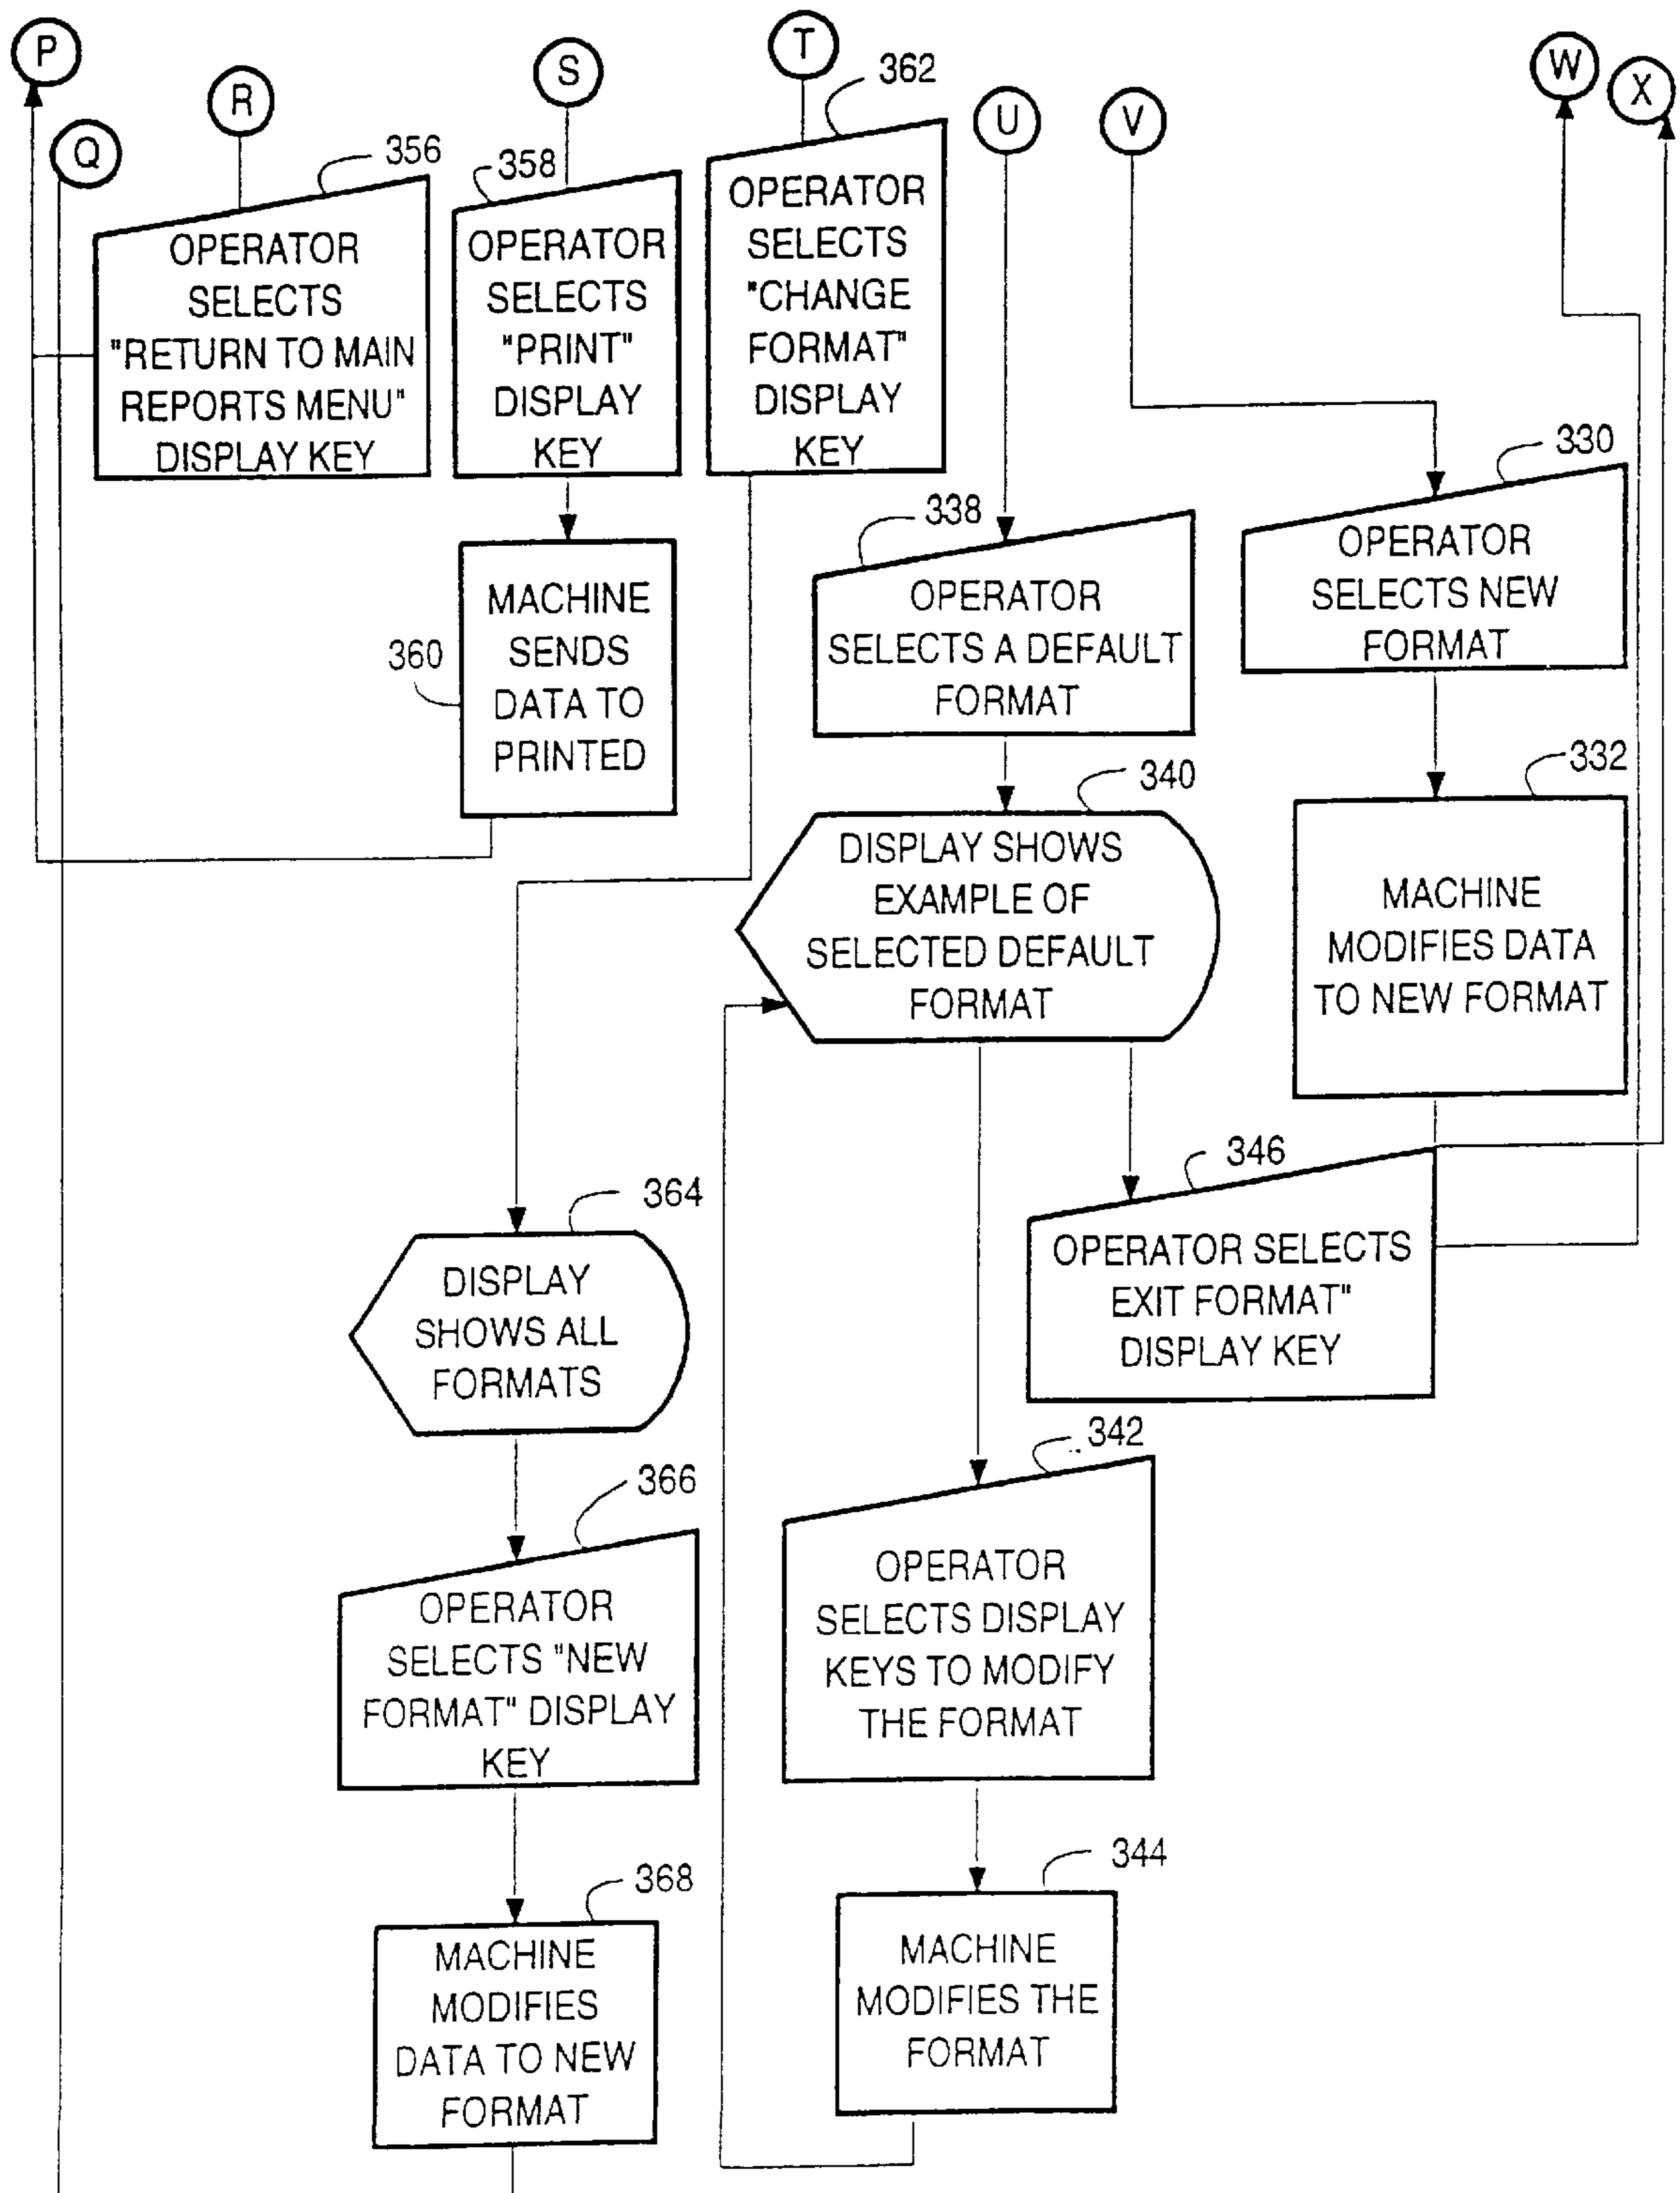 P
Q
R
S
T
U
V
W
X
356
OPERATOR
SELECTS
"RETURN TO MAIN
REPORTS MENU"
DISPLAY KEY
358
OPERATOR
SELECTS
"PRINT"
DISPLAY
KEY
362
OPERATOR
SELECTS
"CHANGE
FORMAT"
DISPLAY
KEY
360
MACHINE
SENDS
DATA TO
PRINTED
338
OPERATOR
SELECTS A DEFAULT
FORMAT
330
OPERATOR
SELECTS NEW
FORMAT
340
DISPLAY SHOWS
EXAMPLE OF
SELECTED DEFAULT
FORMAT
332
MACHINE
MODIFIES DATA
TO NEW FORMAT
346
OPERATOR SELECTS
EXIT FORMAT"
DISPLAY KEY
364
DISPLAY
SHOWS ALL
FORMATS
342
OPERATOR
SELECTS DISPLAY
KEYS TO MODIFY
THE FORMAT
366
OPERATOR
SELECTS "NEW
FORMAT" DISPLAY
KEY
344
MACHINE
MODIFIES THE
FORMAT
368
MACHINE
MODIFIES
DATA TO NEW
FORMAT